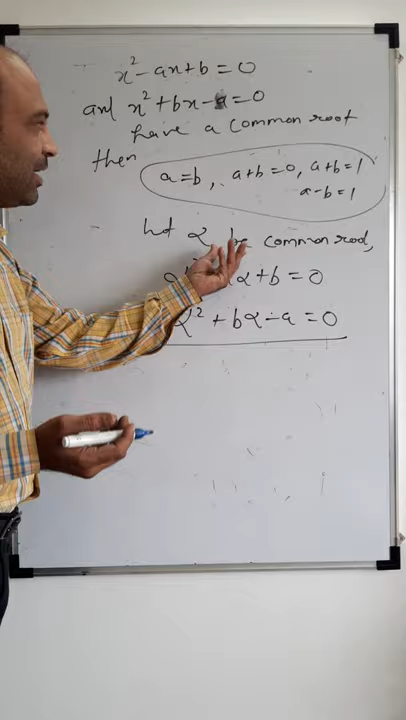 x² - ax + b = 0
and x² + bx - a = 0
have a common root
then a = b, a + b = 0, a + b = 1
a - b = 1
Let α be common root,
α + b = 0
α² + bα - a = 0